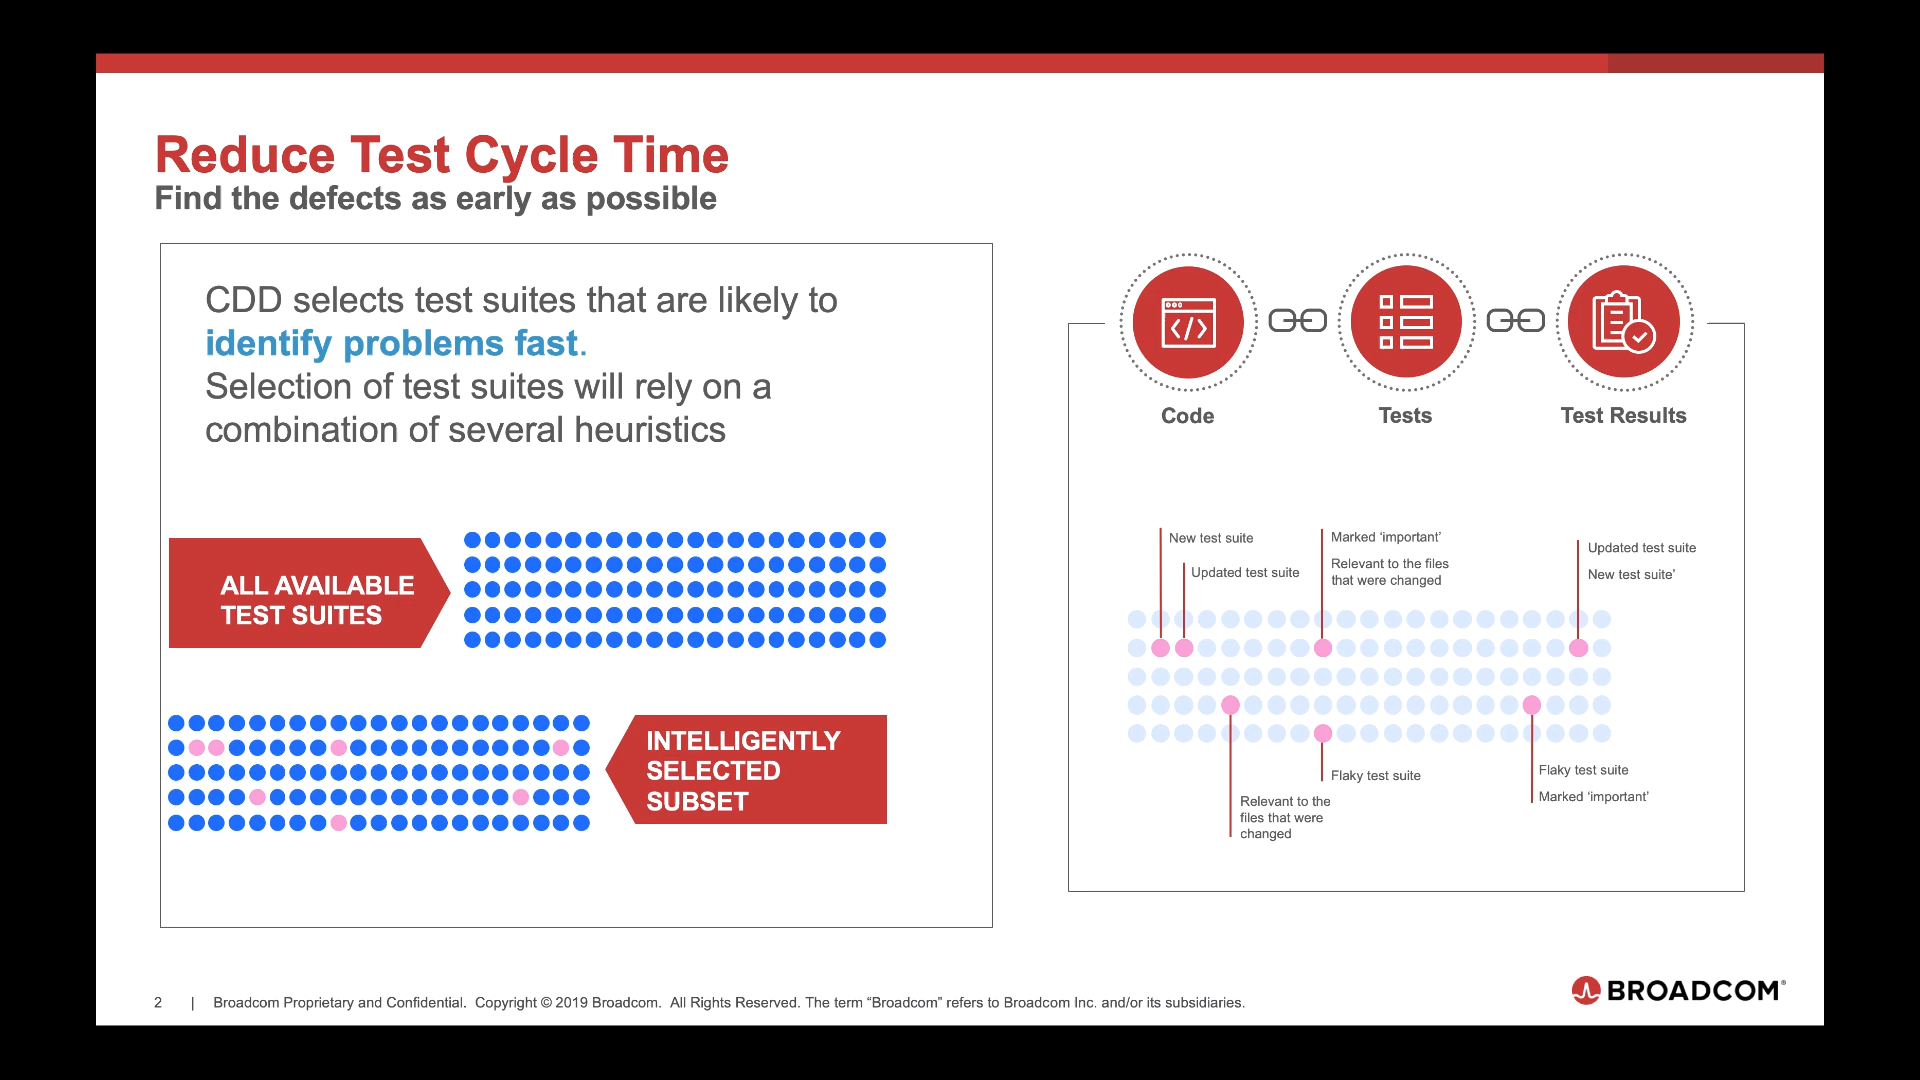 Reduce Test Cycle Time
Find the defects as early as possible
CDD selects test suites that are likely to
identify problems fast.
Selection of test suites will rely on a
combination of several heuristics
ALL AVAILABLE
TEST SUITES
INTELLIGENTLY
SELECTED
SUBSET
Code
Tests
Test Results
New test suite
Updated test suite
Marked ‘important’
Relevant to the files
that were changed
Updated test suite
New test suite’
Relevant to the
files that were
changed
Flaky test suite
Flaky test suite
Marked ‘important’
2 | Broadcom Proprietary and Confidential. Copyright © 2019 Broadcom. All Rights Reserved. The term “Broadcom” refers to Broadcom Inc. and/or its subsidiaries.
BROADCOM®